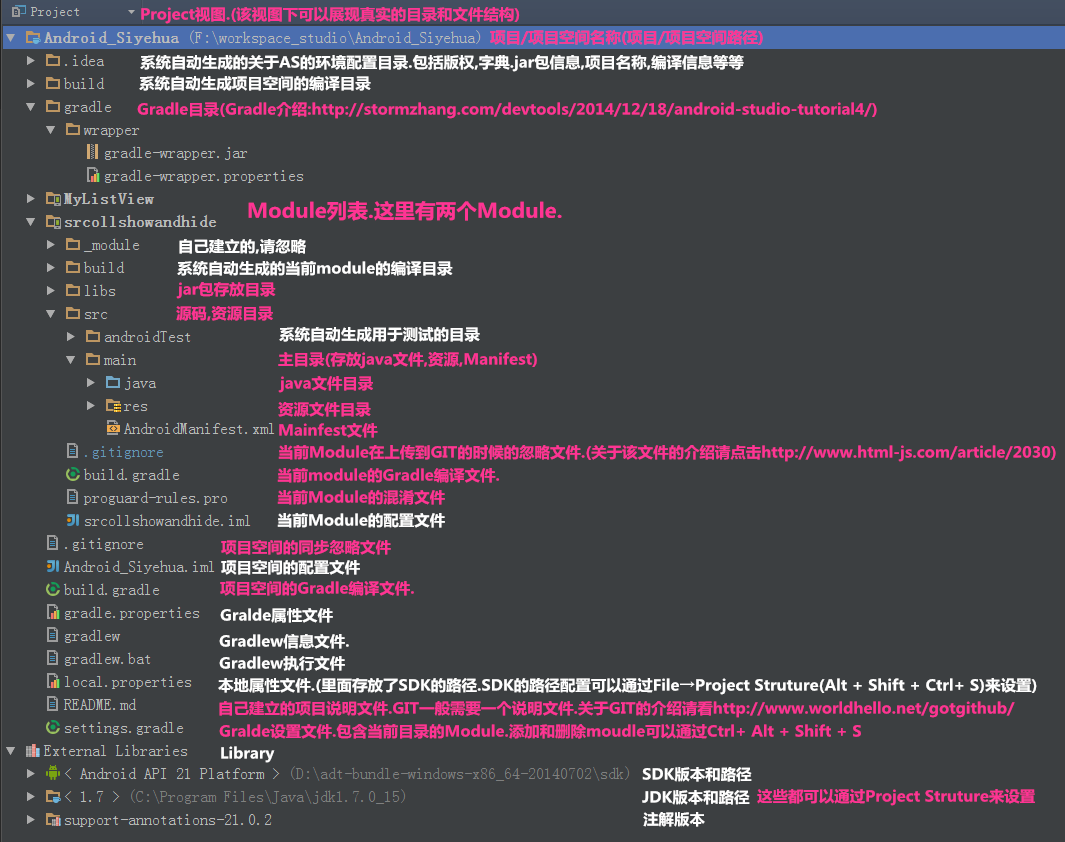 Project Project视图.(该视图下可以展现真实的目录和文件结构)
Android_Siyehua (F:\workspace_studio\Android_Siyehua) 项目/项目空间名称(项目/项目空间路径)
.idea 系统自动生成的关于AS的环境配置目录.包括版权,字典.jar包信息,项目名称,编译信息等等
build 系统自动生成项目空间的编译目录
gradle Gradle目录(Gradle介绍:http://stormzhang.com/devtools/2014/12/18/android-studio-tutorial4/)
wrapper
gradle-wrapper.jar
gradle-wrapper.properties
MyListView
Module列表.这里有两个Module.
srcollshowandhide
_module 自己建立的,请忽略
build 系统自动生成的当前module的编译目录
libs jar包存放目录
src 源码,资源目录
androidTest 系统自动生成用于测试的目录
main 主目录(存放java文件,资源,Manifest)
java java文件目录
res 资源文件目录
AndroidManifest.xml Mainfest文件
.gitignore 当前Module在上传到GIT的时候的忽略文件.(关于该文件的介绍请点击http://www.html-js.com/article/2030)
build.gradle 当前module的Gradle编译文件.
proguard-rules.pro 当前Module的混淆文件
srcollshowandhide.iml 当前Module的配置文件
.gitignore 项目空间的同步忽略文件
Android_Siyehua.iml 项目空间的配置文件
build.gradle 项目空间的Gradle编译文件.
gradle.properties Gralde属性文件
gradlew Gradlew信息文件.
gradlew.bat Gradlew执行文件
local.properties 本地属性文件.(里面存放了SDK的路径.SDK的路径配置可以通过File→Project Struture(Alt + Shift + Ctrl+ S)来设置)
README.md 自己建立的项目说明文件.GIT一般需要一个说明文件.关于GIT的介绍请看http://www.worldhello.net/gotgithub/
settings.gradle Gralde设置文件.包含当前目录的Module.添加和删除moudle可以通过Ctrl+ Alt + Shift + S
External Libraries Library
< Android API 21 Platform > (D:\adt-bundle-windows-x86_64-20140702\sdk) SDK版本和路径
< 1.7 > (C:\Program Files\Java\jdk1.7.0_15) JDK版本和路径 这些都可以通过Project Struture来设置
support-annotations-21.0.2 注解版本